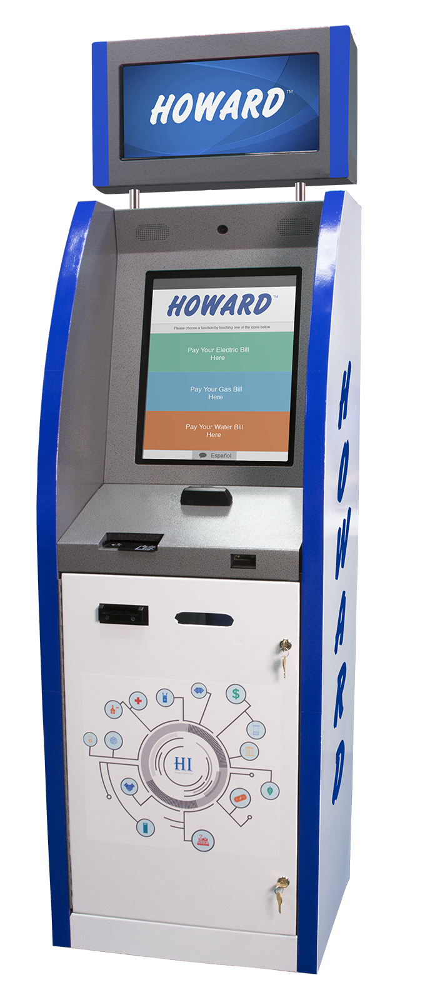 HOWARD™
HOWARD™
Please choose a function by touching one of the icons below
Pay Your Electric Bill
Here
Pay Your Gas Bill
Here
Pay Your Water Bill
Here
Español
HOWARD
$
HI